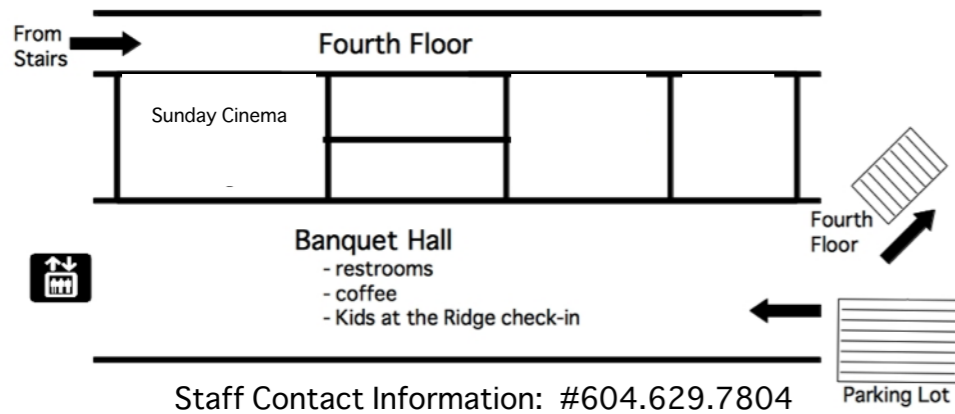 From
Stairs
Fourth Floor
Sunday Cinema
Fourth
Floor
Banquet Hall
- restrooms
- coffee
- Kids at the Ridge check-in
Parking Lot
Staff Contact Information: #604.629.7804